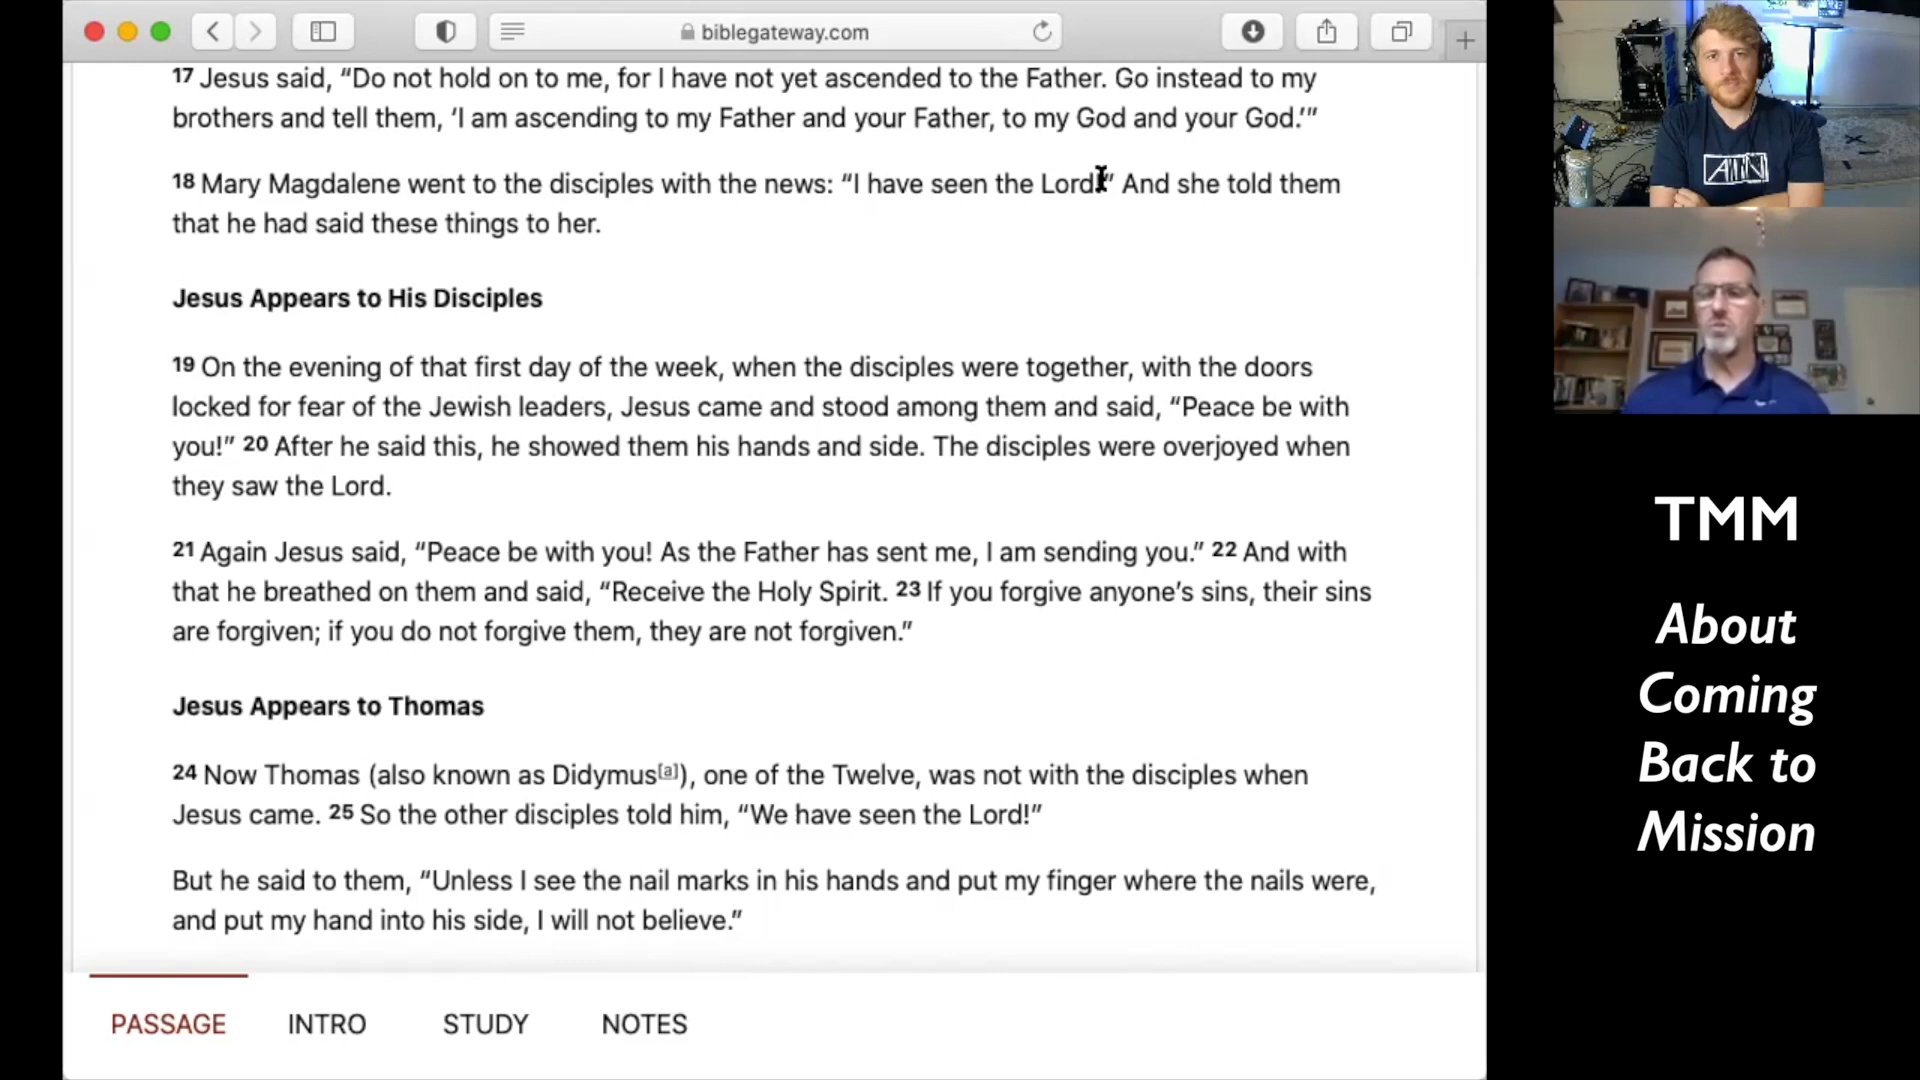 biblegateway.com
17 Jesus said, “Do not hold on to me, for I have not yet ascended to the Father. Go instead to my
brothers and tell them, ‘I am ascending to my Father and your Father, to my God and your God.’”
18 Mary Magdalene went to the disciples with the news: “I have seen the Lord!” And she told them
that he had said these things to her.
Jesus Appears to His Disciples
19 On the evening of that first day of the week, when the disciples were together, with the doors
locked for fear of the Jewish leaders, Jesus came and stood among them and said, “Peace be with
you!” 20 After he said this, he showed them his hands and side. The disciples were overjoyed when
they saw the Lord.
21 Again Jesus said, “Peace be with you! As the Father has sent me, I am sending you.” 22 And with
that he breathed on them and said, “Receive the Holy Spirit. 23 If you forgive anyone’s sins, their sins
are forgiven; if you do not forgive them, they are not forgiven.”
Jesus Appears to Thomas
24 Now Thomas (also known as Didymus[a]), one of the Twelve, was not with the disciples when
Jesus came. 25 So the other disciples told him, “We have seen the Lord!”
But he said to them, “Unless I see the nail marks in his hands and put my finger where the nails were,
and put my hand into his side, I will not believe.”
PASSAGE INTRO STUDY NOTES
TMM
About
Coming
Back to
Mission